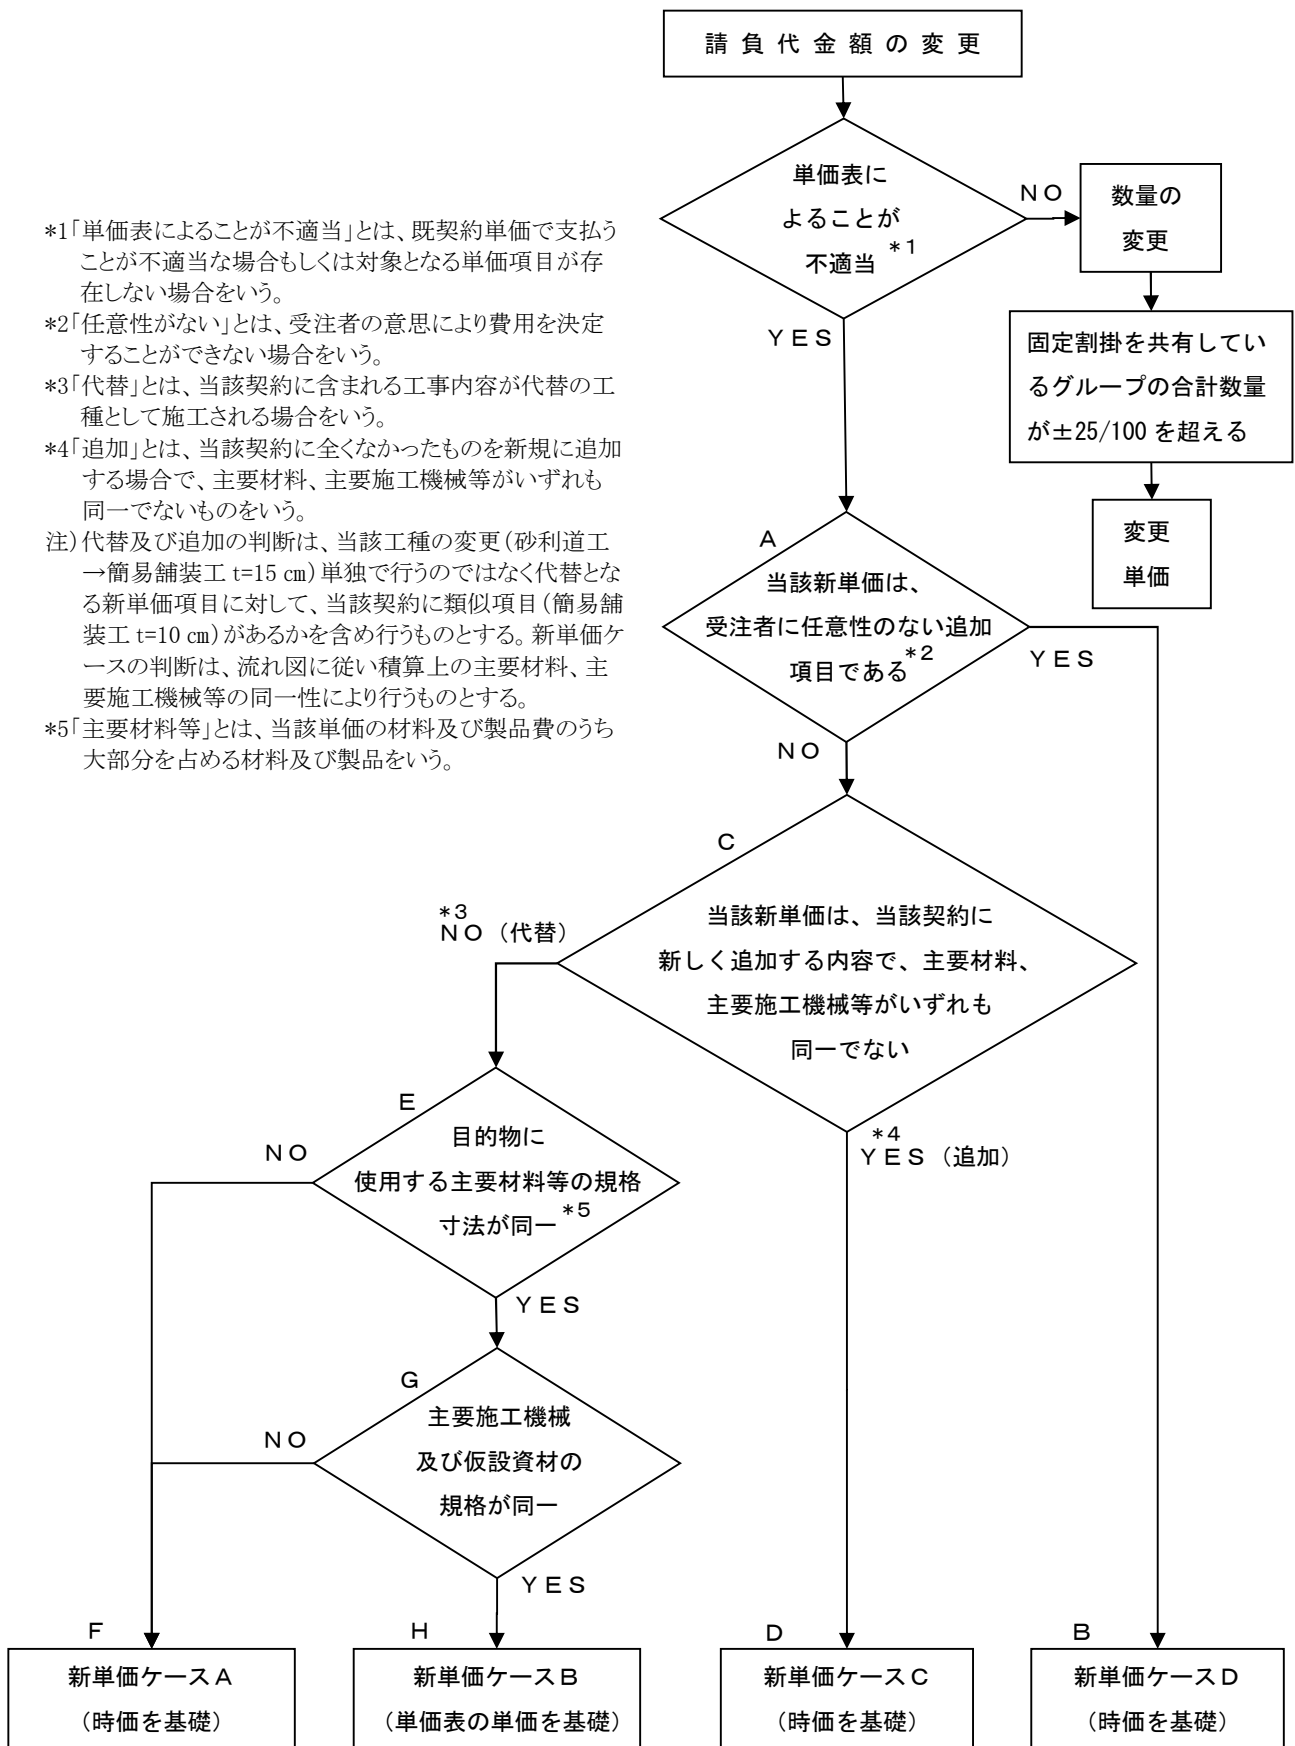 請負代金額の変更
単価表に
よることが
不適当*1
NO
数量の
変更
YES
固定割掛を共有してい
るグループの合計数量
が±25/100 を超える
変更
単価
*1「単価表によることが不適当」とは、既契約単価で支払う
ことが不適当な場合もしくは対象となる単価項目が存
在しない場合をいう。
*2「任意性がない」とは、受注者の意思により費用を決定
することができない場合をいう。
*3「代替」とは、当該契約に含まれる工事内容が代替の工
種として施工される場合をいう。
*4「追加」とは、当該契約に全くなかったものを新規に追加
する場合で、主要材料、主要施工機械等がいずれも
同一でないものをいう。
注)代替及び追加の判断は、当該工種の変更(砂利道工
→簡易舗装工 t=15 ㎝)単独で行うのではなく代替とな
る新単価項目に対して、当該契約に類似項目(簡易舗
装工 t=10 ㎝)があるかを含め行うものとする。新単価ケ
ースの判断は、流れ図に従い積算上の主要材料、主
要施工機械等の同一性により行うものとする。
*5「主要材料等」とは、当該単価の材料及び製品費のうち
大部分を占める材料及び製品をいう。
A
当該新単価は、
受注者に任意性のない追加
項目である*2
YES
NO
C
当該新単価は、当該契約に
新しく追加する内容で、主要材料、
主要施工機械等がいずれも
同一でない
*3
NO(代替)
*4
YES(追加)
E
目的物に
使用する主要材料等の規格
寸法が同一*5
NO
YES
G
主要施工機械
及び仮設資材の
規格が同一
NO
YES
F
新単価ケースA
(時価を基礎)
H
新単価ケースB
(単価表の単価を基礎)
D
新単価ケースC
(時価を基礎)
B
新単価ケースD
(時価を基礎)